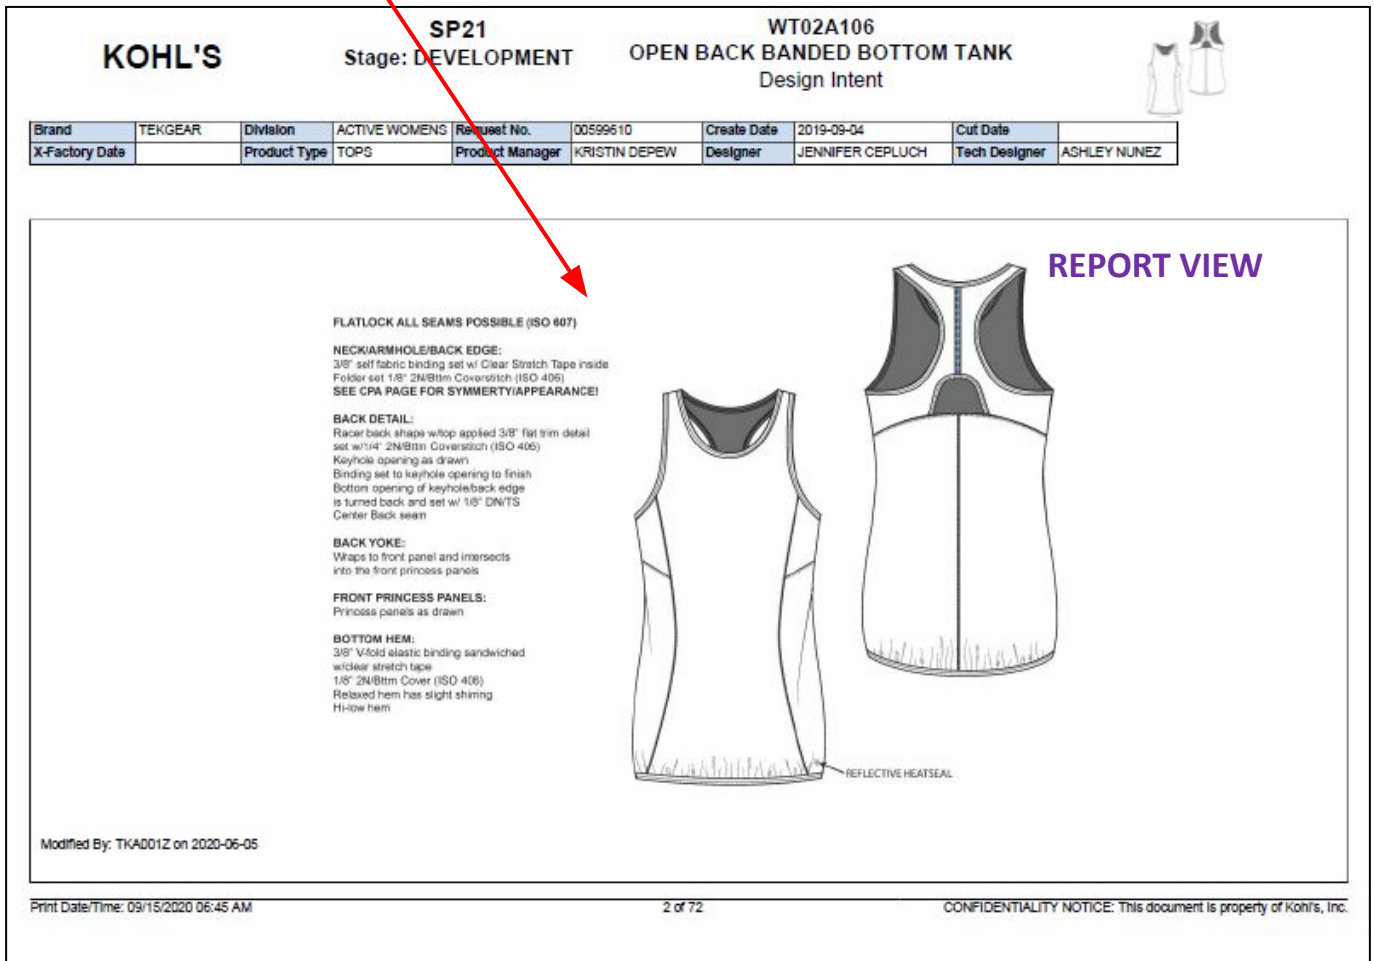 KOHL'S
SP21
Stage: DEVELOPMENT
WT02A106
OPEN BACK BANDED BOTTOM TANK
Design Intent
Brand TEKGEAR Division ACTIVE WOMENS Request No. 00599610 Create Date 2019-09-04 Cut Date
X-Factory Date Product Type TOPS Product Manager KRISTIN DEPEW Designer JENNIFER CEPLUCH Tech Designer ASHLEY NUNEZ
REPORT VIEW
FLATLOCK ALL SEAMS POSSIBLE (ISO 607)
NECK/ARMHOLE/BACK EDGE:
3/8" self fabric binding set w/ Clear Stretch Tape inside
Folder set 1/8" 2N/Bttm Coverstitch (ISO 406)
SEE CPA PAGE FOR SYMMERTY/APPEARANCE!
BACK DETAIL:
Racer back shape w/top applied 3/8" flat trim detail
set w/1/4" 2N/Bttm Coverstitch (ISO 406)
Keyhole opening as drawn
Binding set to keyhole opening to finish
Bottom opening of keyhole/back edge
is turned back and set w/ 1/8" DN/TS
Center Back seam
BACK YOKE:
Wraps to front panel and intersects
into the front princess panels
FRONT PRINCESS PANELS:
Princess panels as drawn
BOTTOM HEM:
3/8" V-fold elastic binding sandwiched
w/clear stretch tape
1/8" 2N/Bttm Cover (ISO 406)
Relaxed hem has slight shirring
Hi-low hem
REFLECTIVE HEATSEAL
Modified By: TKA001Z on 2020-06-05
Print Date/Time: 09/15/2020 06:45 AM
2 of 72
CONFIDENTIALITY NOTICE: This document is property of Kohl's, Inc.